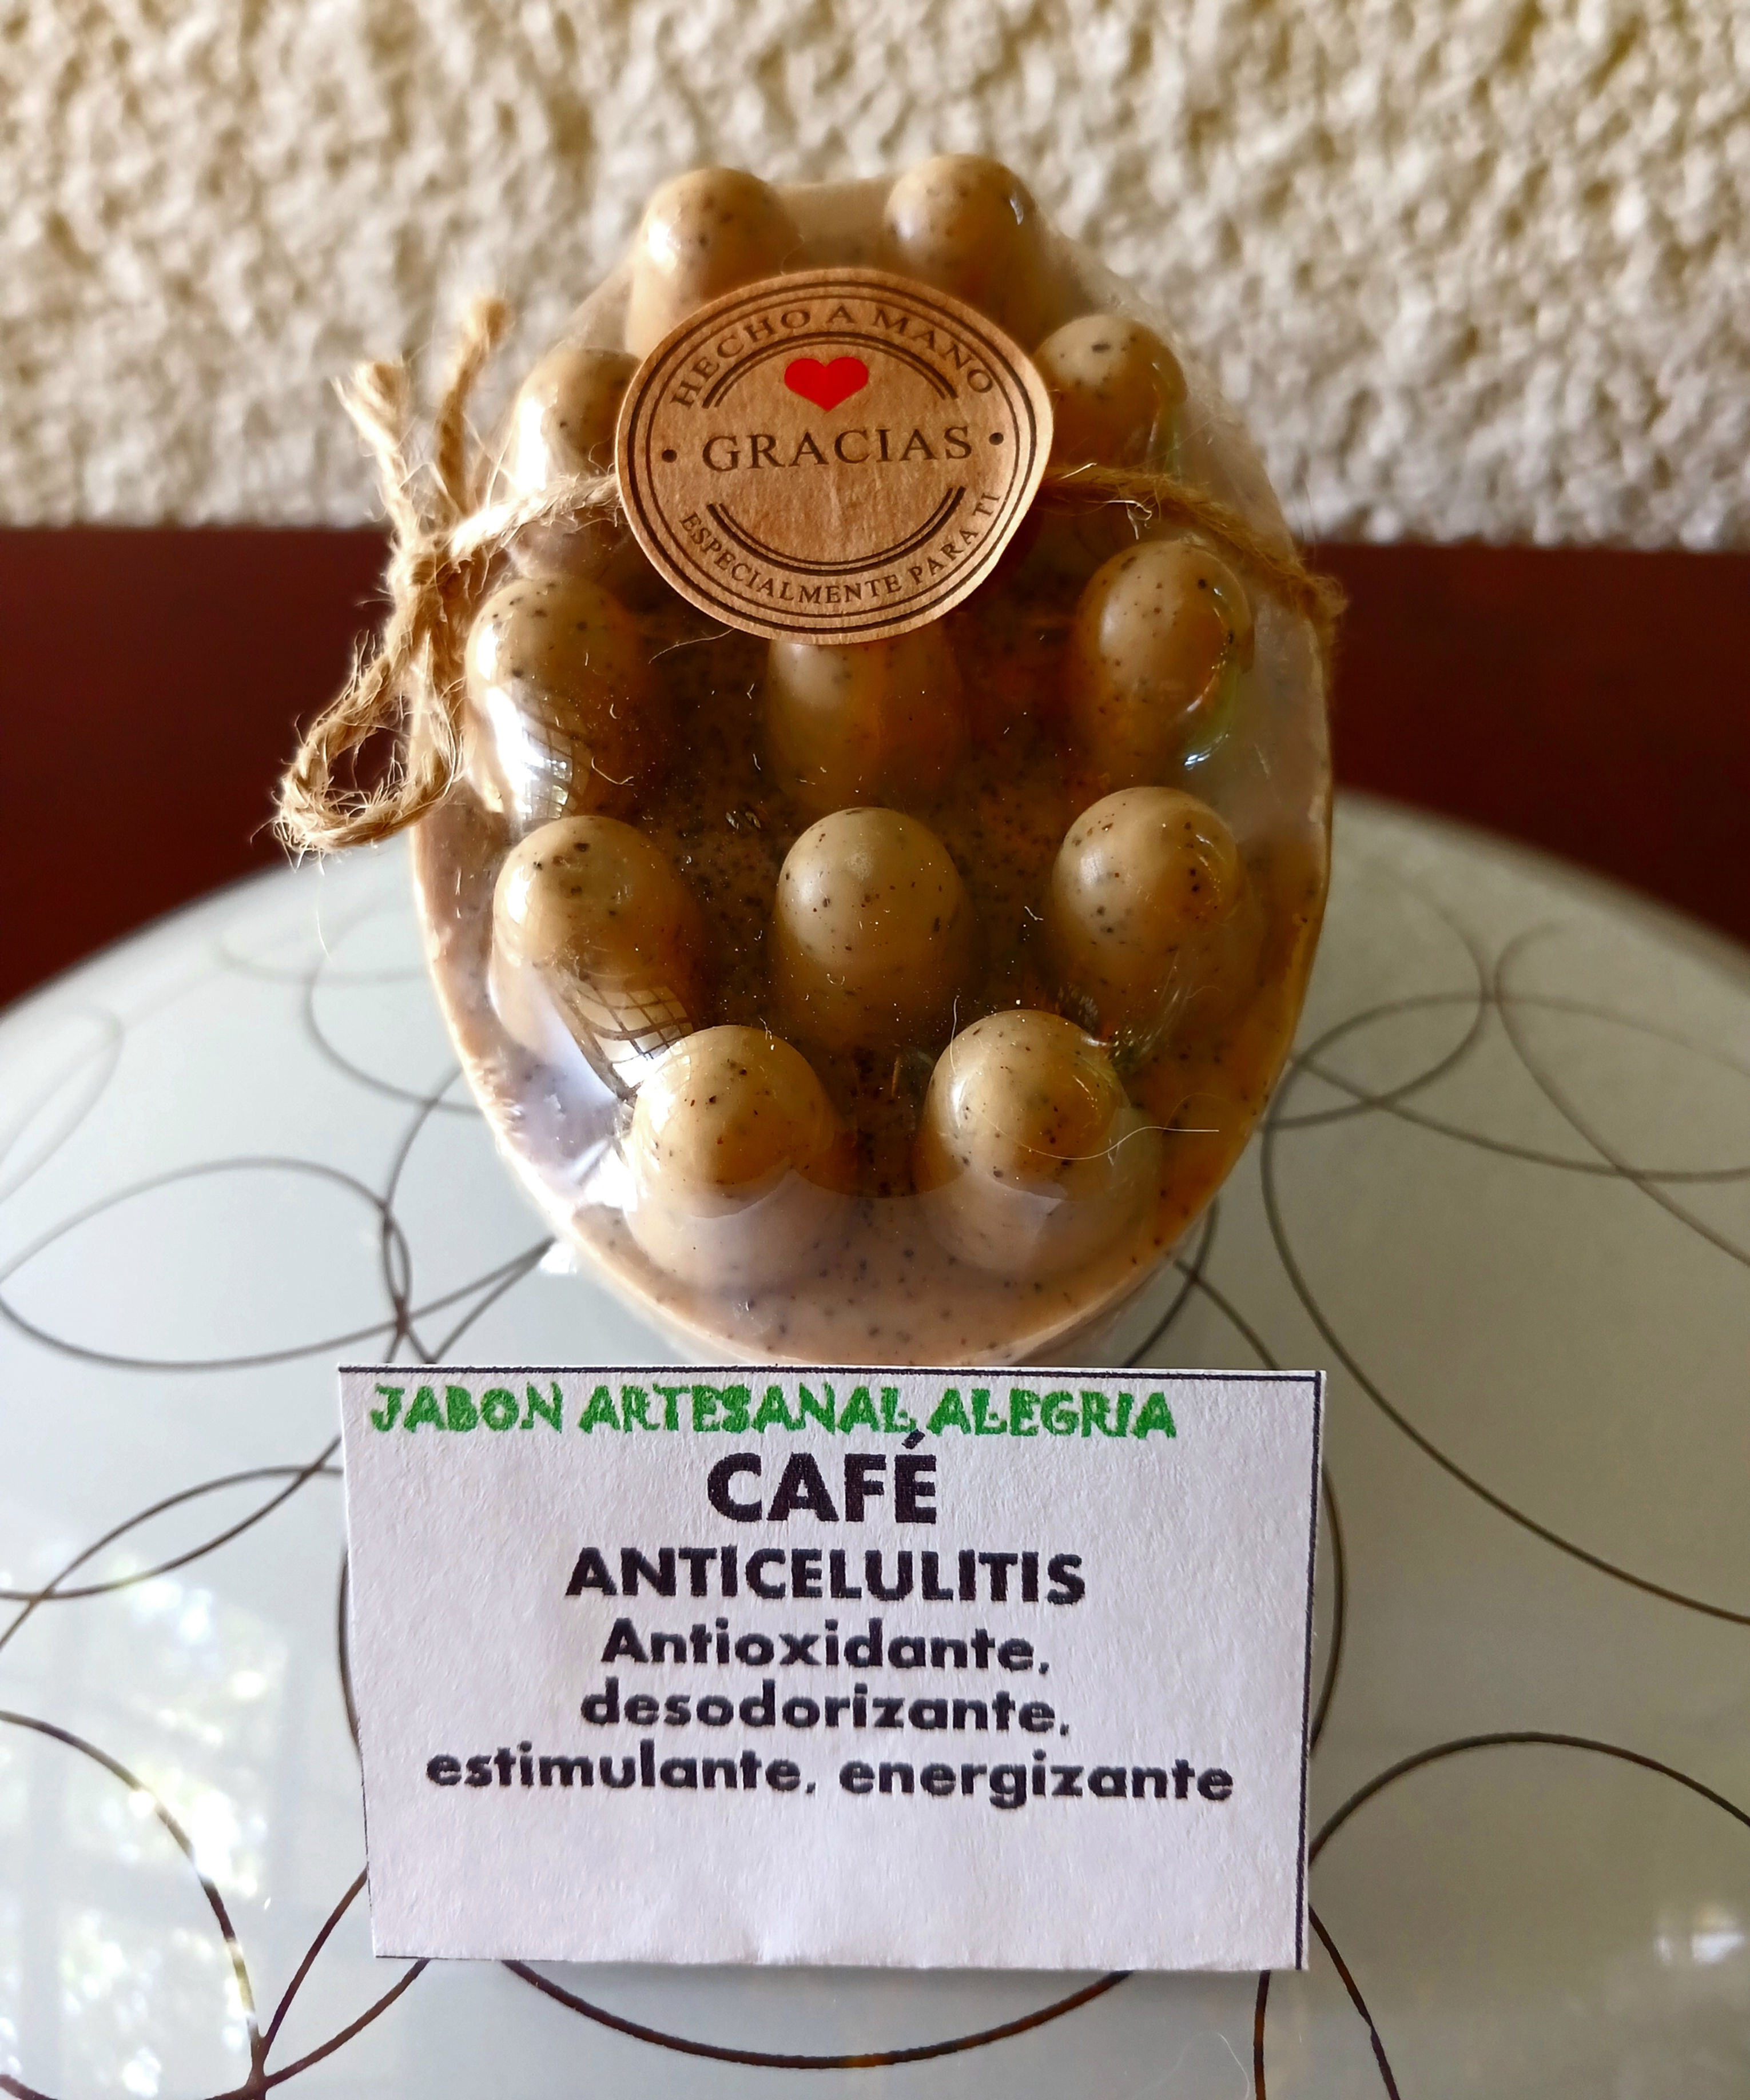 HECHO A MANO
GRACIAS
ESPECIALMENTE PARA TI
JABON ARTESANAL ALEGRIA
CAFÉ
ANTICELULITIS
Antioxidante,
desodorizante,
estimulante, energizante